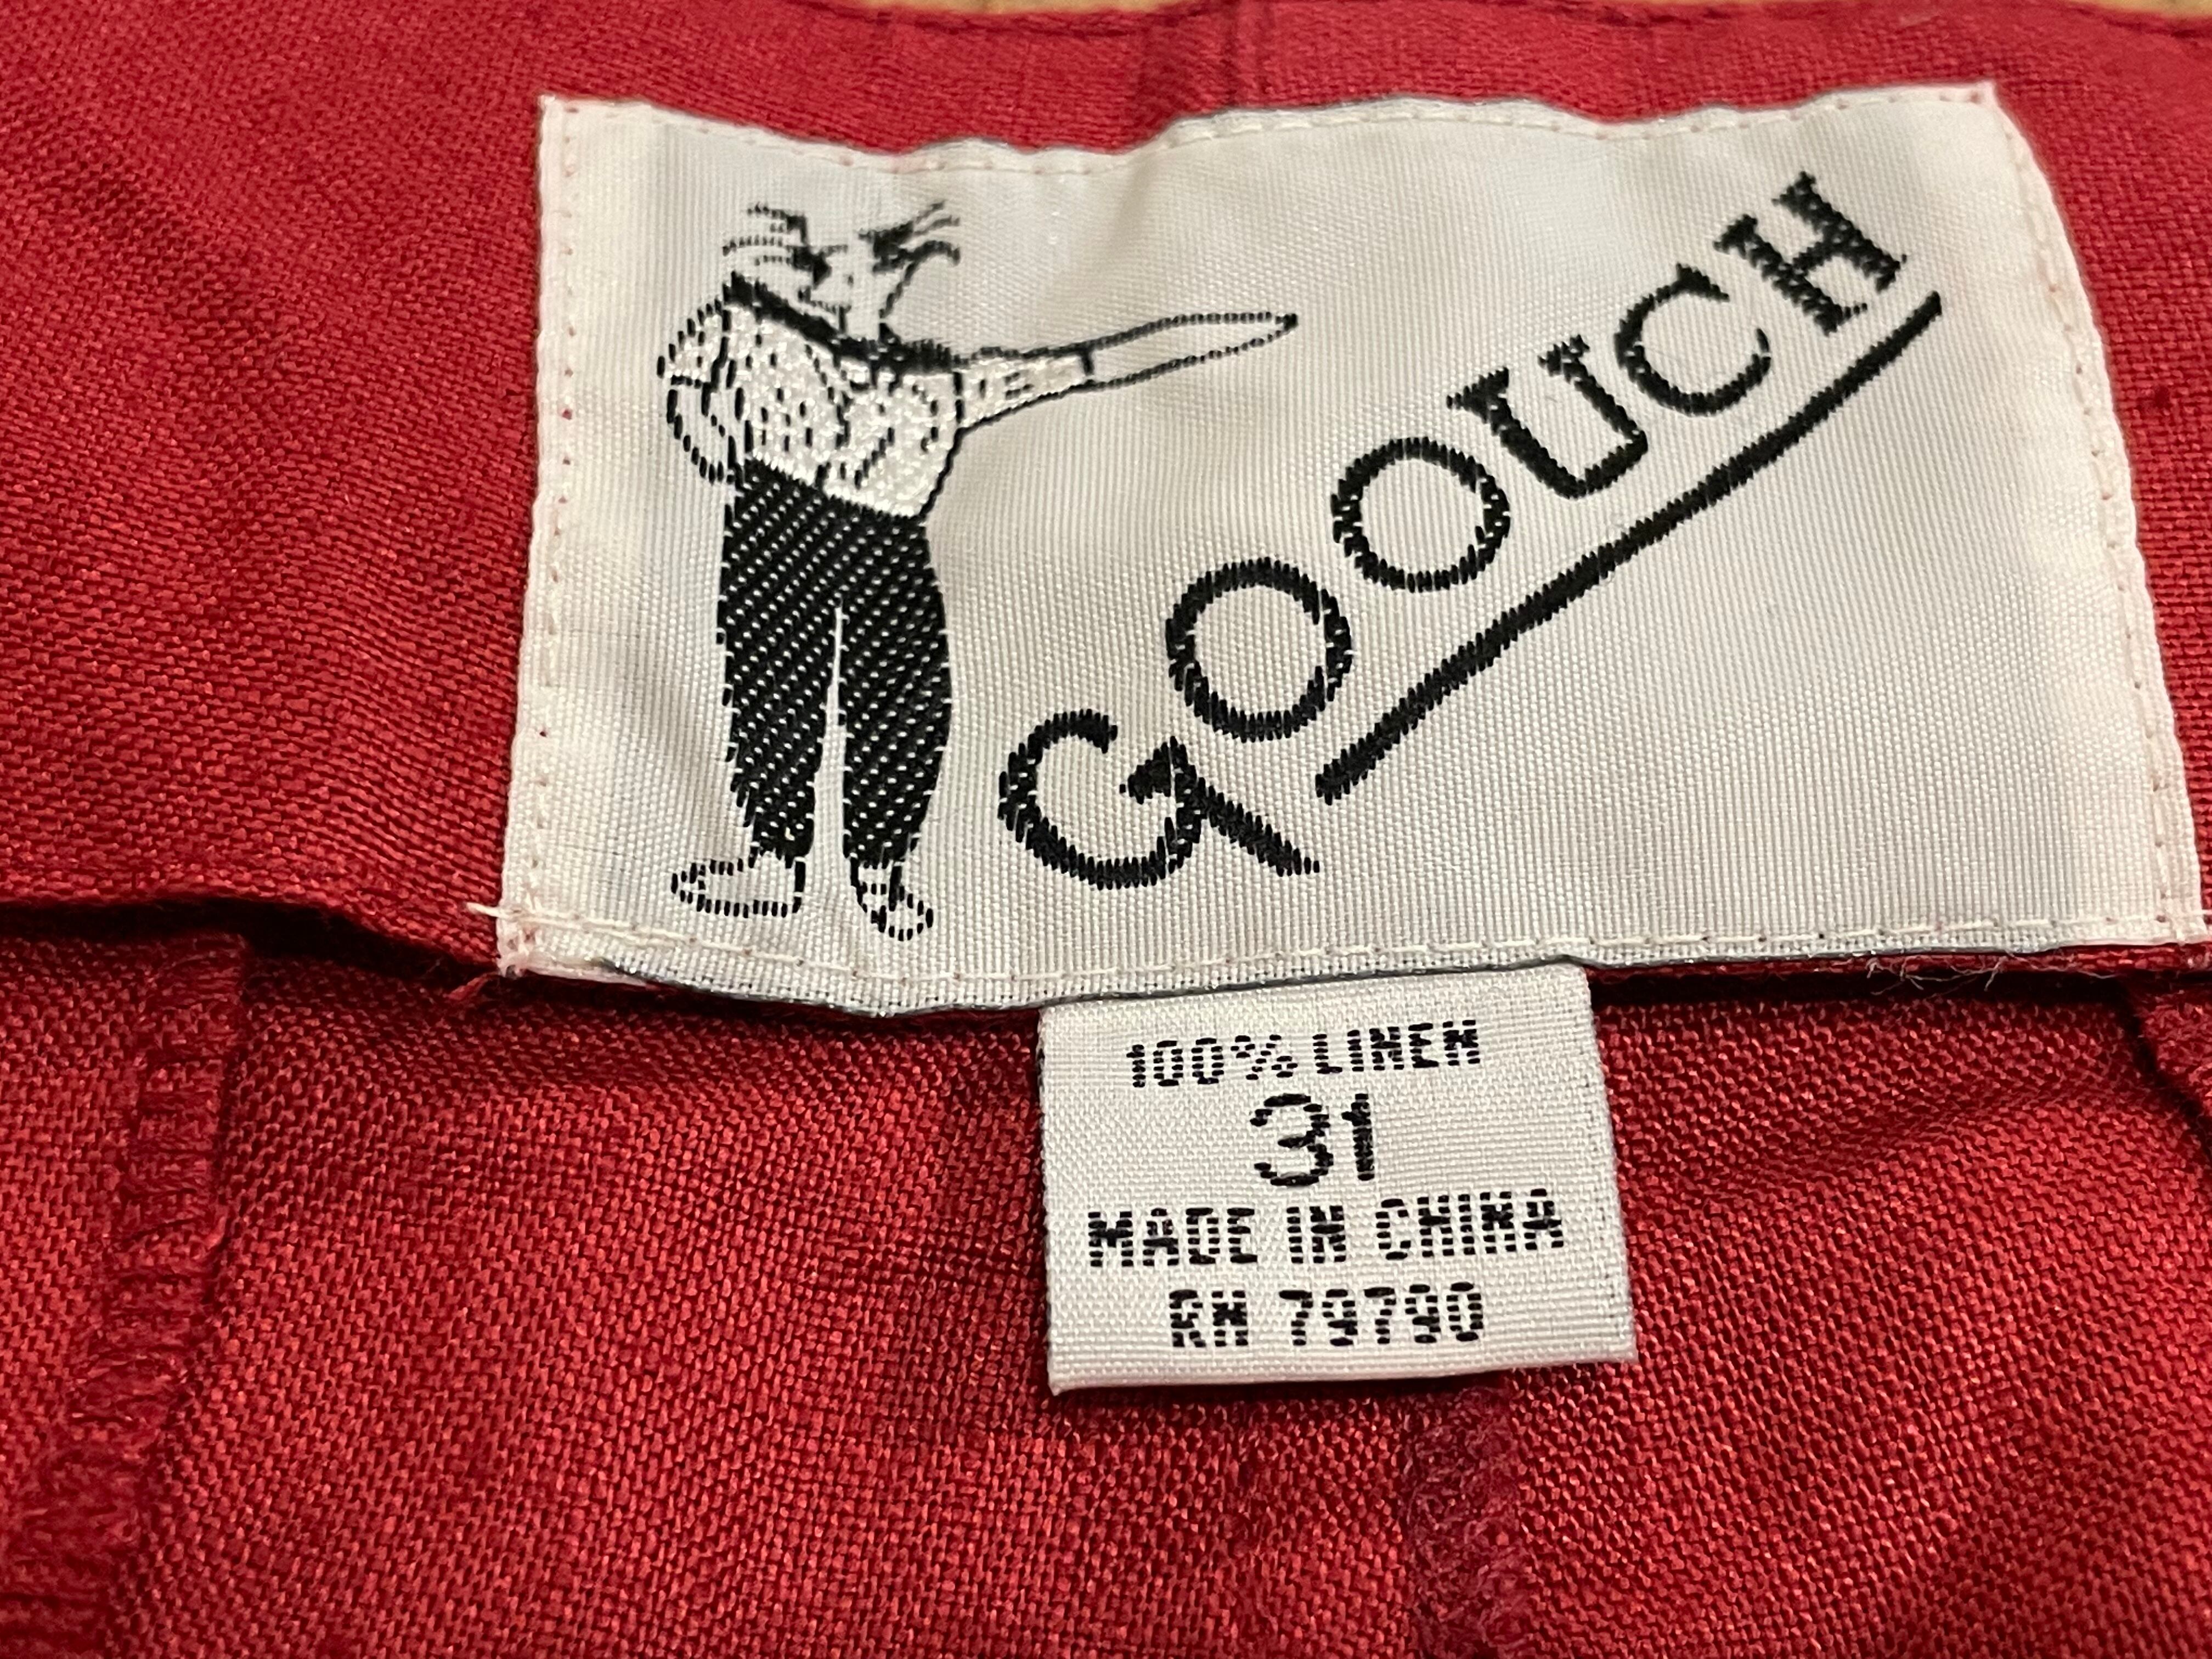 GOOUCH
100% LINEN
31
MADE IN CHINA
RN 79790